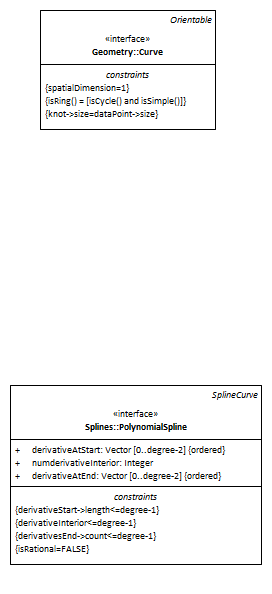 Orientable
«interface»
Geometry::Curve
constraints
{spatialDimension=1}
{isRing() = [isCycle() and isSimple()]}
{knot->size=dataPoint->size}
SplineCurve
«interface»
Splines::PolynomialSpline
+ derivativeAtStart: Vector [0..degree-2] {ordered}
+ numderivativeInterior: Integer
+ derivativeAtEnd: Vector [0..degree-2] {ordered}
constraints
{derivativeStart->length<=degree-1}
{derivativeInterior<=degree-1}
{derivativesEnd->count<=degree-1}
{isRational=FALSE}